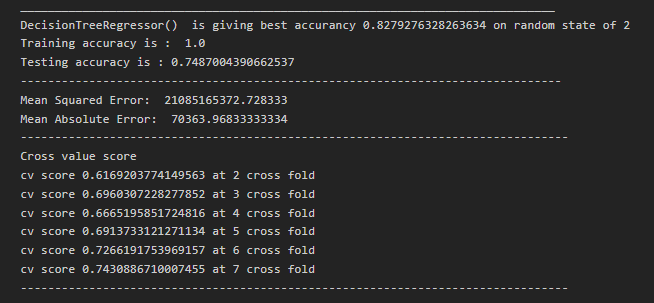 DecisionTreeRegressor()  is giving best accurancy 0.8279276328263634 on random state of 2
Training accuracy is :  1.0
Testing accuracy is : 0.7487004390662537
--------------------------------------------------------------------------------
Mean Squared Error:  21085165372.728333
Mean Absolute Error:  70363.96833333334
---------------------------------------------------------------------------------
Cross value score
cv score 0.6169203774149563 at 2 cross fold
cv score 0.6960307228277852 at 3 cross fold
cv score 0.6665195851724816 at 4 cross fold
cv score 0.6913733121271134 at 5 cross fold
cv score 0.7266191753969157 at 6 cross fold
cv score 0.7430886710007455 at 7 cross fold
---------------------------------------------------------------------------------